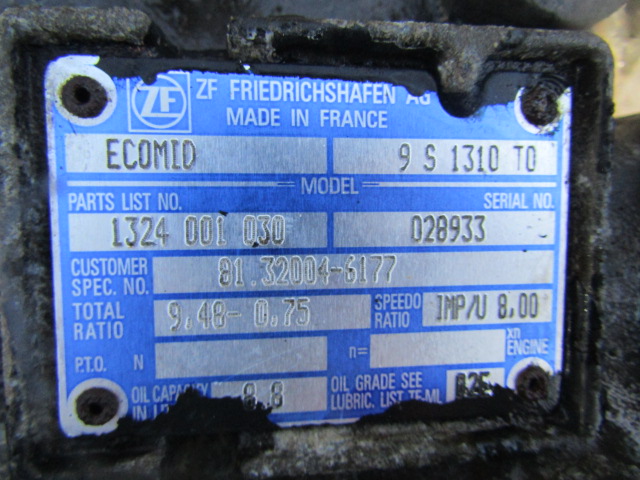 ZF ZF FRIEDRICHSHAFEN AG
MADE IN FRANCE
ECOMID 9 S 1310 TO
MODEL
PARTS LIST NO. SERIAL NO.
1324 001 030 028933
CUSTOMER SPEC. NO. 81.32004-6177
TOTAL RATIO 9,48- 0,75 SPEEDO RATIO IMP/U 8,00
P.T.O. N n= xn ENGINE
OIL CAPACITY 8,8 OIL GRADE SEE
IN LUBRIC. LIST TE-ML 02E